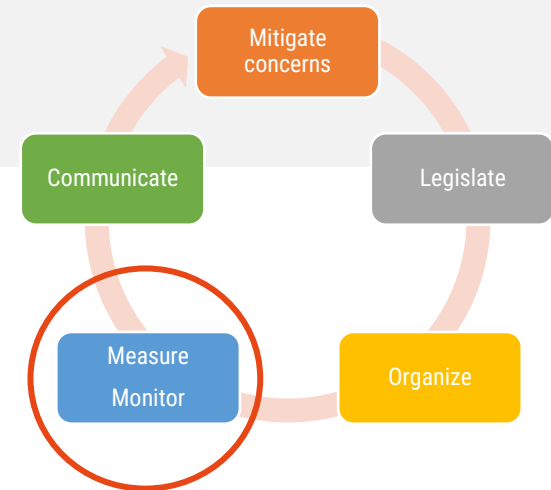 Mitigate
concerns
Communicate
Legislate
Measure
Monitor
Organize